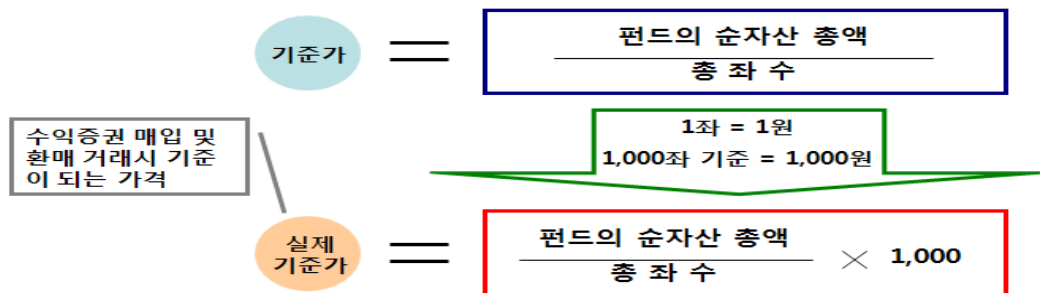 기준가
펀드의 순자산 총액
총 좌 수
1좌 = 1원
1,000좌 기준 = 1,000원
수익증권 매입 및
환매 거래시 기준
이 되는 가격
실제
기준가
펀드의 순자산 총액
총 좌 수
× 1,000